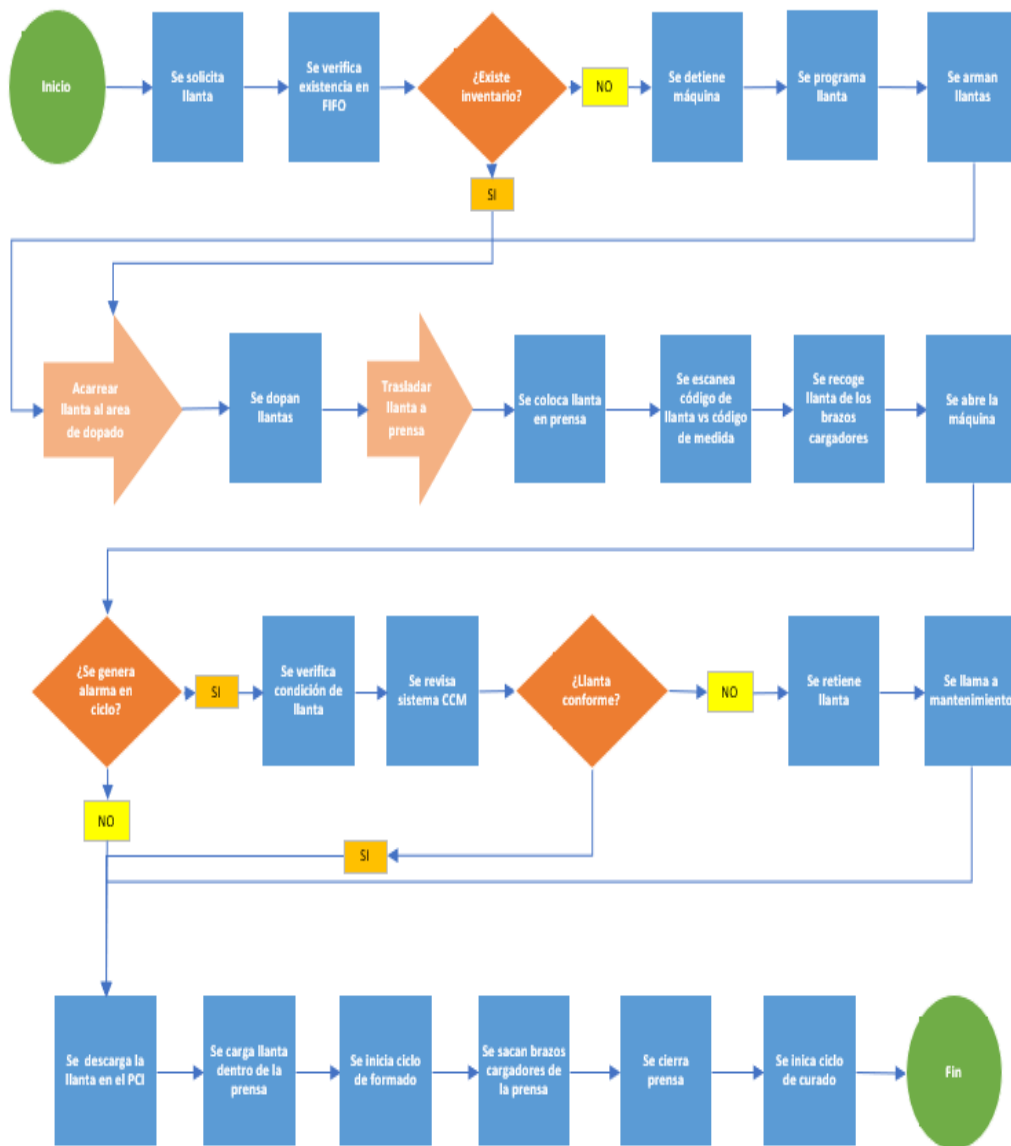 Inicio
Se solicita
llanta
Se verifica
existencia en
FIFO
¿Existe
inventario?
NO
Se detiene
máquina
Se programa
llanta
Se arman
llantas
SI
Acarrear
llanta al area
de dopado
Se dopan
llantas
Trasladar
llanta a
prensa
Se coloca llanta
en prensa
Se escanea
código de
llanta vs código
de medida
Se recoge
llanta de los
brazos
cargadores
Se abre la
máquina
¿Se genera
alarma en
ciclo?
SI
Se verifica
condición de
llanta
Se revisa
sistema CCM
¿Llanta
conforme?
NO
Se retiene
llanta
Se llama a
mantenimiento
NO
SI
Se descarga la
llanta en el PCI
Se carga llanta
dentro de la
prensa
Se inicia ciclo
de formado
Se sacan brazos
cargadores de
la prensa
Se cierra
prensa
Se inica ciclo
de curado
Fin